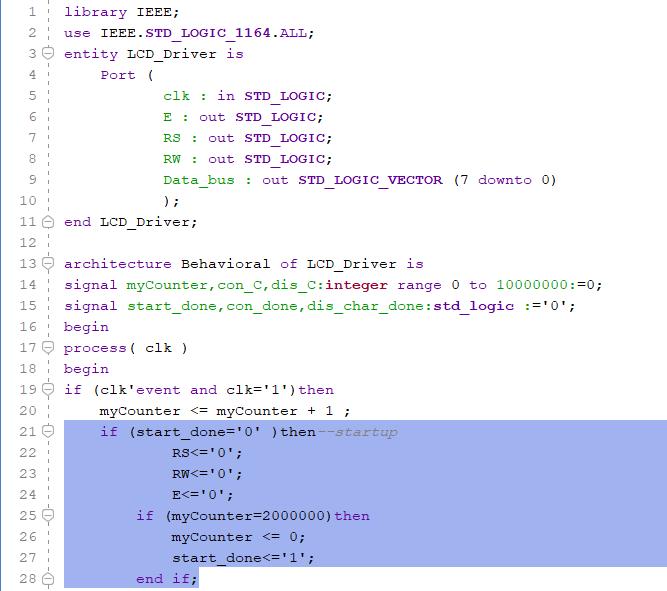 1 library IEEE;
2 use IEEE.STD_LOGIC_1164.ALL;
3 entity LCD_Driver is
4 Port (
5 clk : in STD_LOGIC;
6 E : out STD_LOGIC;
7 RS : out STD_LOGIC;
8 RW : out STD_LOGIC;
9 Data_bus : out STD_LOGIC_VECTOR (7 downto 0)
10 );
11 end LCD_Driver;
12
13 architecture Behavioral of LCD_Driver is
14 signal myCounter,con_C,dis_C:integer range 0 to 10000000:=0;
15 signal start_done,con_done,dis_char_done:std_logic :='0';
16 begin
17 process( clk )
18 begin
19 if (clk'event and clk='1')then
20 myCounter <= myCounter + 1 ;
21 if (start_done='0' )then--startup
22 RS<='0';
23 RW<='0';
24 E<='0';
25 if (myCounter=2000000)then
26 myCounter <= 0;
27 start_done<='1';
28 end if;